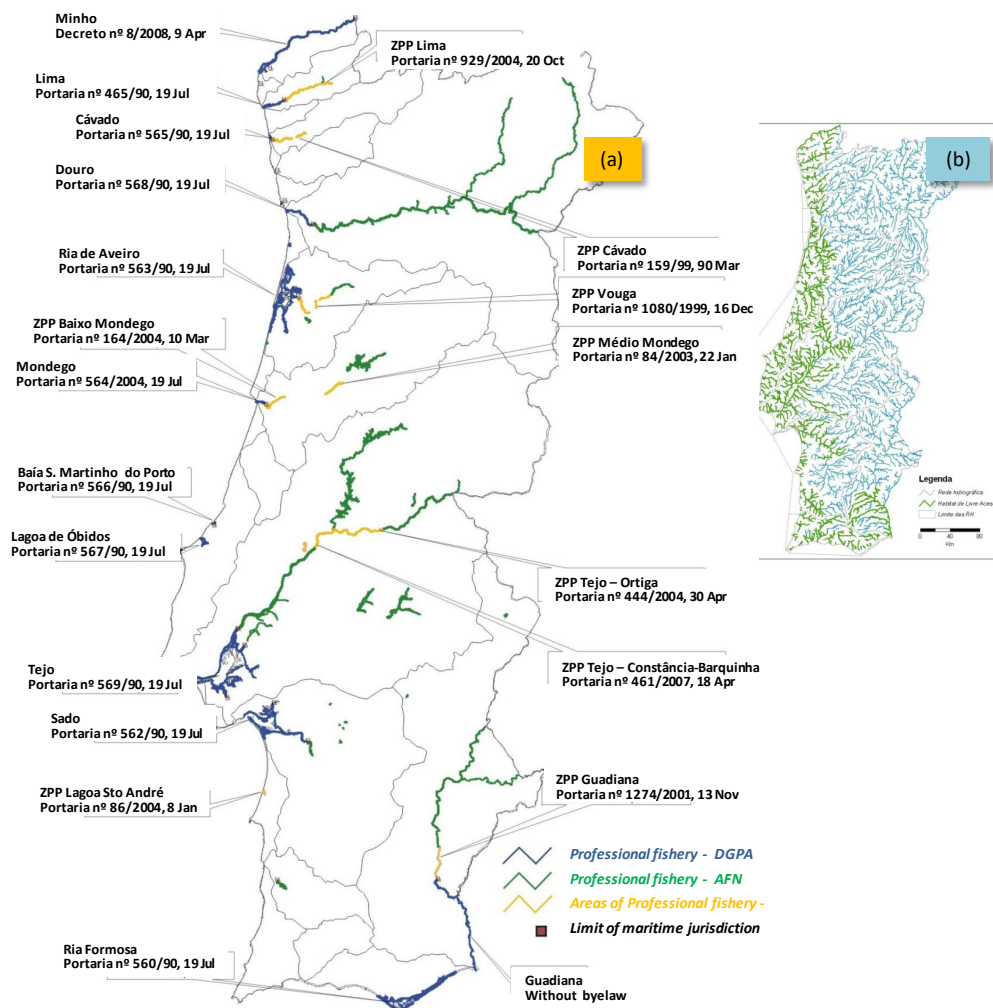 Minho
Decreto nº 8/2008, 9 Apr
ZPP Lima
Portaria nº 929/2004, 20 Oct
Lima
Portaria nº 465/90, 19 Jul
Cávado
Portaria nº 565/90, 19 Jul
(a)
(b)
Douro
Portaria nº 568/90, 19 Jul
Ria de Aveiro
Portaria nº 563/90, 19 Jul
ZPP Cávado
Portaria nº 159/99, 90 Mar
ZPP Vouga
Portaria nº 1080/1999, 16 Dec
ZPP Baixo Mondego
Portaria nº 164/2004, 10 Mar
ZPP Médio Mondego
Portaria nº 84/2003, 22 Jan
Mondego
Portaria nº 564/2004, 19 Jul
Baía S. Martinho do Porto
Portaria nº 566/90, 19 Jul
Legenda
Rede hidrográfica
Habitat de Livre Aces
Limite das RH
0 20 40 80
Km
Lagoa de Óbidos
Portaria nº 567/90, 19 Jul
ZPP Tejo – Ortiga
Portaria nº 444/2004, 30 Apr
ZPP Tejo – Constância-Barquinha
Portaria nº 461/2007, 18 Apr
Tejo
Portaria nº 569/90, 19 Jul
Sado
Portaria nº 562/90, 19 Jul
ZPP Lagoa Sto André
Portaria nº 86/2004, 8 Jan
ZPP Guadiana
Portaria nº 1274/2001, 13 Nov
Professional fishery - DGPA
Professional fishery - AFN
Areas of Professional fishery -
Limit of maritime jurisdiction
Ria Formosa
Portaria nº 560/90, 19 Jul
Guadiana
Without byelaw